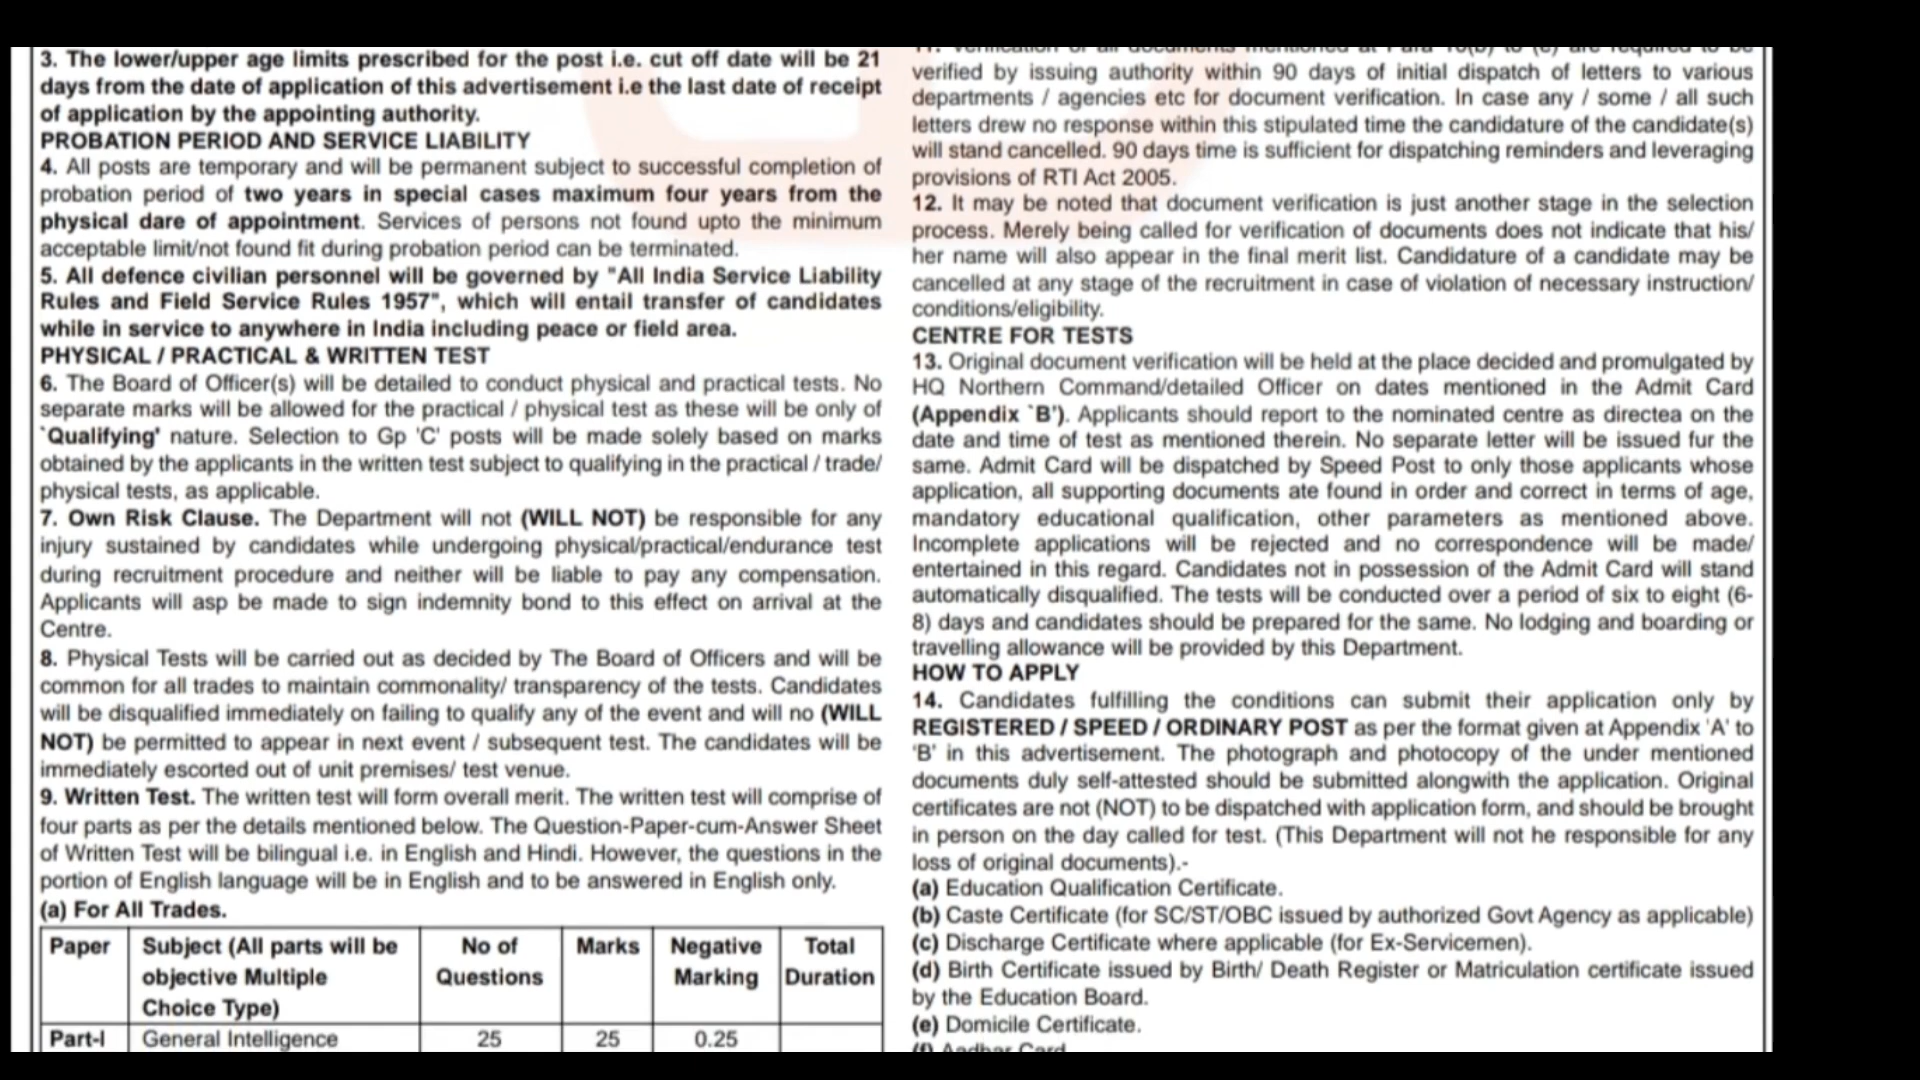 3. The lower/upper age limits prescribed for the post i.e. cut off date will be 21
days from the date of application of this advertisement i.e the last date of receipt
of application by the appointing authority.
PROBATION PERIOD AND SERVICE LIABILITY
4. All posts are temporary and will be permanent subject to successful completion of
probation period of two years in special cases maximum four years from the
physical dare of appointment. Services of persons not found upto the minimum
acceptable limit/not found fit during probation period can be terminated.
5. All defence civilian personnel will be governed by "All India Service Liability
Rules and Field Service Rules 1957", which will entail transfer of candidates
while in service to anywhere in India including peace or field area.
PHYSICAL / PRACTICAL & WRITTEN TEST
6. The Board of Officer(s) will be detailed to conduct physical and practical tests. No
separate marks will be allowed for the practical / physical test as these will be only of
`Qualifying' nature. Selection to Gp 'C' posts will be made solely based on marks
obtained by the applicants in the written test subject to qualifying in the practical / trade/
physical tests, as applicable.
7. Own Risk Clause. The Department will not (WILL NOT) be responsible for any
injury sustained by candidates while undergoing physical/practical/endurance test
during recruitment procedure and neither will be liable to pay any compensation.
Applicants will asp be made to sign indemnity bond to this effect on arrival at the
Centre.
8. Physical Tests will be carried out as decided by The Board of Officers and will be
common for all trades to maintain commonality/ transparency of the tests. Candidates
will be disqualified immediately on failing to qualify any of the event and will no (WILL
NOT) be permitted to appear in next event / subsequent test. The candidates will be
immediately escorted out of unit premises/ test venue.
9. Written Test. The written test will form overall merit. The written test will comprise of
four parts as per the details mentioned below. The Question-Paper-cum-Answer Sheet
of Written Test will be bilingual i.e. in English and Hindi. However, the questions in the
portion of English language will be in English and to be answered in English only.
(a) For All Trades.
Paper Subject (All parts will be No of Marks Negative Total
objective Multiple Questions Marking Duration
Choice Type)
Part-I General Intelligence 25 25 0.25
11. Verification of all documents mentioned at Para 10(b) to (e) are required to be
verified by issuing authority within 90 days of initial dispatch of letters to various
departments / agencies etc for document verification. In case any / some / all such
letters drew no response within this stipulated time the candidature of the candidate(s)
will stand cancelled. 90 days time is sufficient for dispatching reminders and leveraging
provisions of RTI Act 2005.
12. It may be noted that document verification is just another stage in the selection
process. Merely being called for verification of documents does not indicate that his/
her name will also appear in the final merit list. Candidature of a candidate may be
cancelled at any stage of the recruitment in case of violation of necessary instruction/
conditions/eligibility.
CENTRE FOR TESTS
13. Original document verification will be held at the place decided and promulgated by
HQ Northern Command/detailed Officer on dates mentioned in the Admit Card
(Appendix `B'). Applicants should report to the nominated centre as directea on the
date and time of test as mentioned therein. No separate letter will be issued fur the
same. Admit Card will be dispatched by Speed Post to only those applicants whose
application, all supporting documents ate found in order and correct in terms of age,
mandatory educational qualification, other parameters as mentioned above.
Incomplete applications will be rejected and no correspondence will be made/
entertained in this regard. Candidates not in possession of the Admit Card will stand
automatically disqualified. The tests will be conducted over a period of six to eight (6-
8) days and candidates should be prepared for the same. No lodging and boarding or
travelling allowance will be provided by this Department.
HOW TO APPLY
14. Candidates fulfilling the conditions can submit their application only by
REGISTERED / SPEED / ORDINARY POST as per the format given at Appendix 'A' to
'B' in this advertisement. The photograph and photocopy of the under mentioned
documents duly self-attested should be submitted alongwith the application. Original
certificates are not (NOT) to be dispatched with application form, and should be brought
in person on the day called for test. (This Department will not he responsible for any
loss of original documents).-
(a) Education Qualification Certificate.
(b) Caste Certificate (for SC/ST/OBC issued by authorized Govt Agency as applicable)
(c) Discharge Certificate where applicable (for Ex-Servicemen).
(d) Birth Certificate issued by Birth/ Death Register or Matriculation certificate issued
by the Education Board.
(e) Domicile Certificate.
(f) Aadhar Card